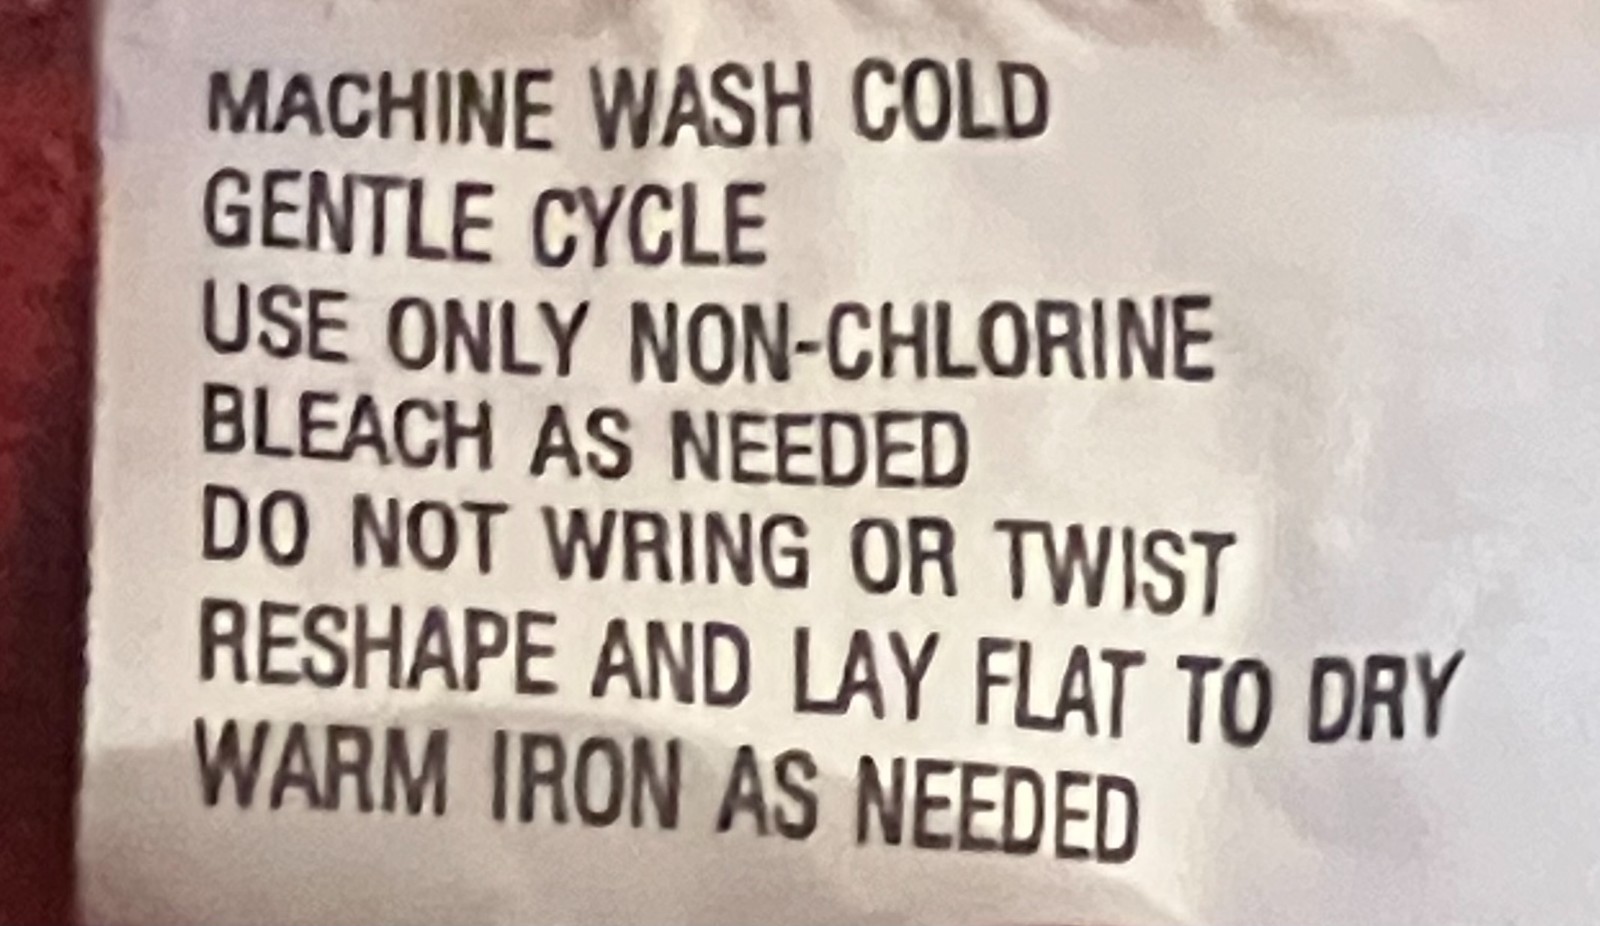 MACHINE WASH COLD
GENTLE CYCLE
USE ONLY NON-CHLORINE
BLEACH AS NEEDED
DO NOT WRING OR TWIST
RESHAPE AND LAY FLAT TO DRY
WARM IRON AS NEEDED